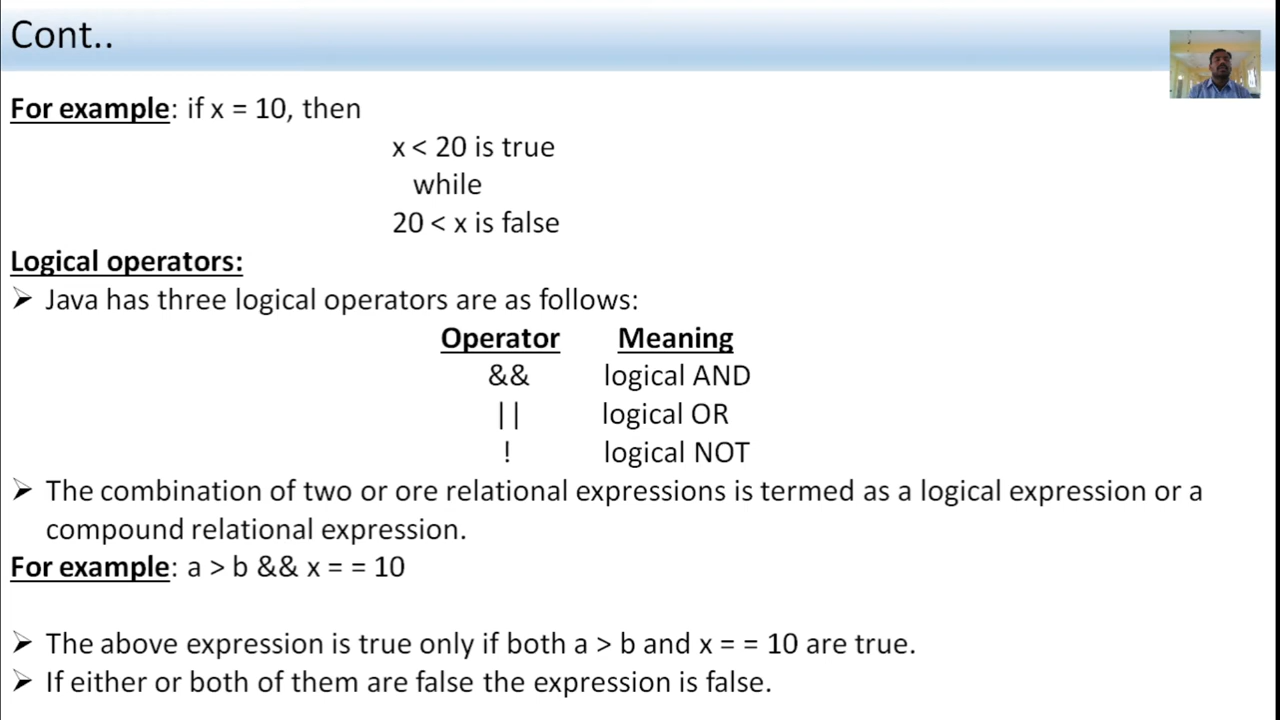 Cont..
For example: if x = 10, then
x < 20 is true
while
20 < x is false
Logical operators:
➢ Java has three logical operators are as follows:
Operator Meaning
&& logical AND
|| logical OR
! logical NOT
➢ The combination of two or ore relational expressions is termed as a logical expression or a
compound relational expression.
For example: a > b && x = = 10
➢ The above expression is true only if both a > b and x = = 10 are true.
➢ If either or both of them are false the expression is false.